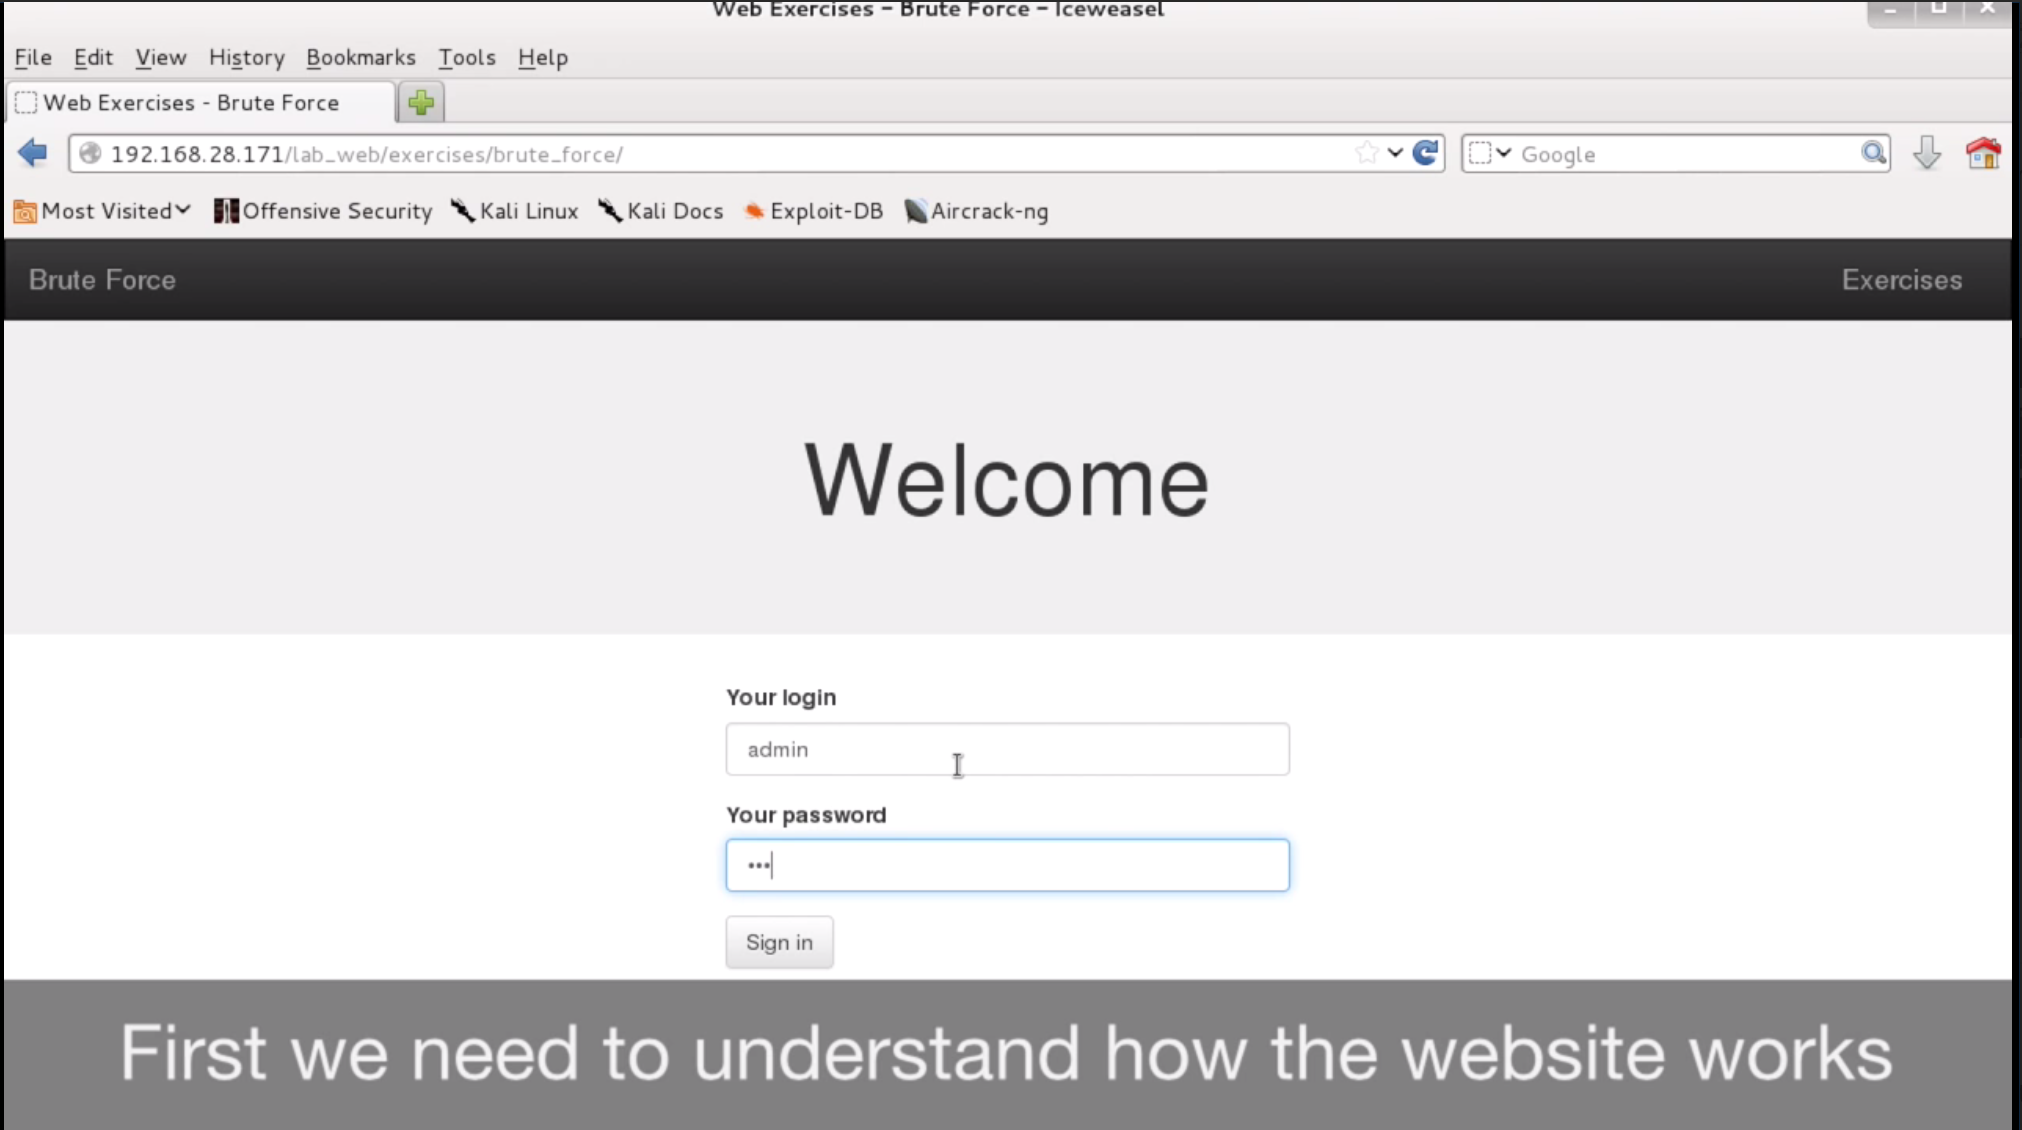 Web Exercises – Brute Force – Iceweasel
File Edit View History Bookmarks Tools Help
Web Exercises - Brute Force
192.168.28.171/lab_web/exercises/brute_force/ Google
Most Visited Offensive Security Kali Linux Kali Docs Exploit-DB Aircrack-ng
Brute Force Exercises
Welcome
Your login
admin
Your password
•••
Sign in
First we need to understand how the website works